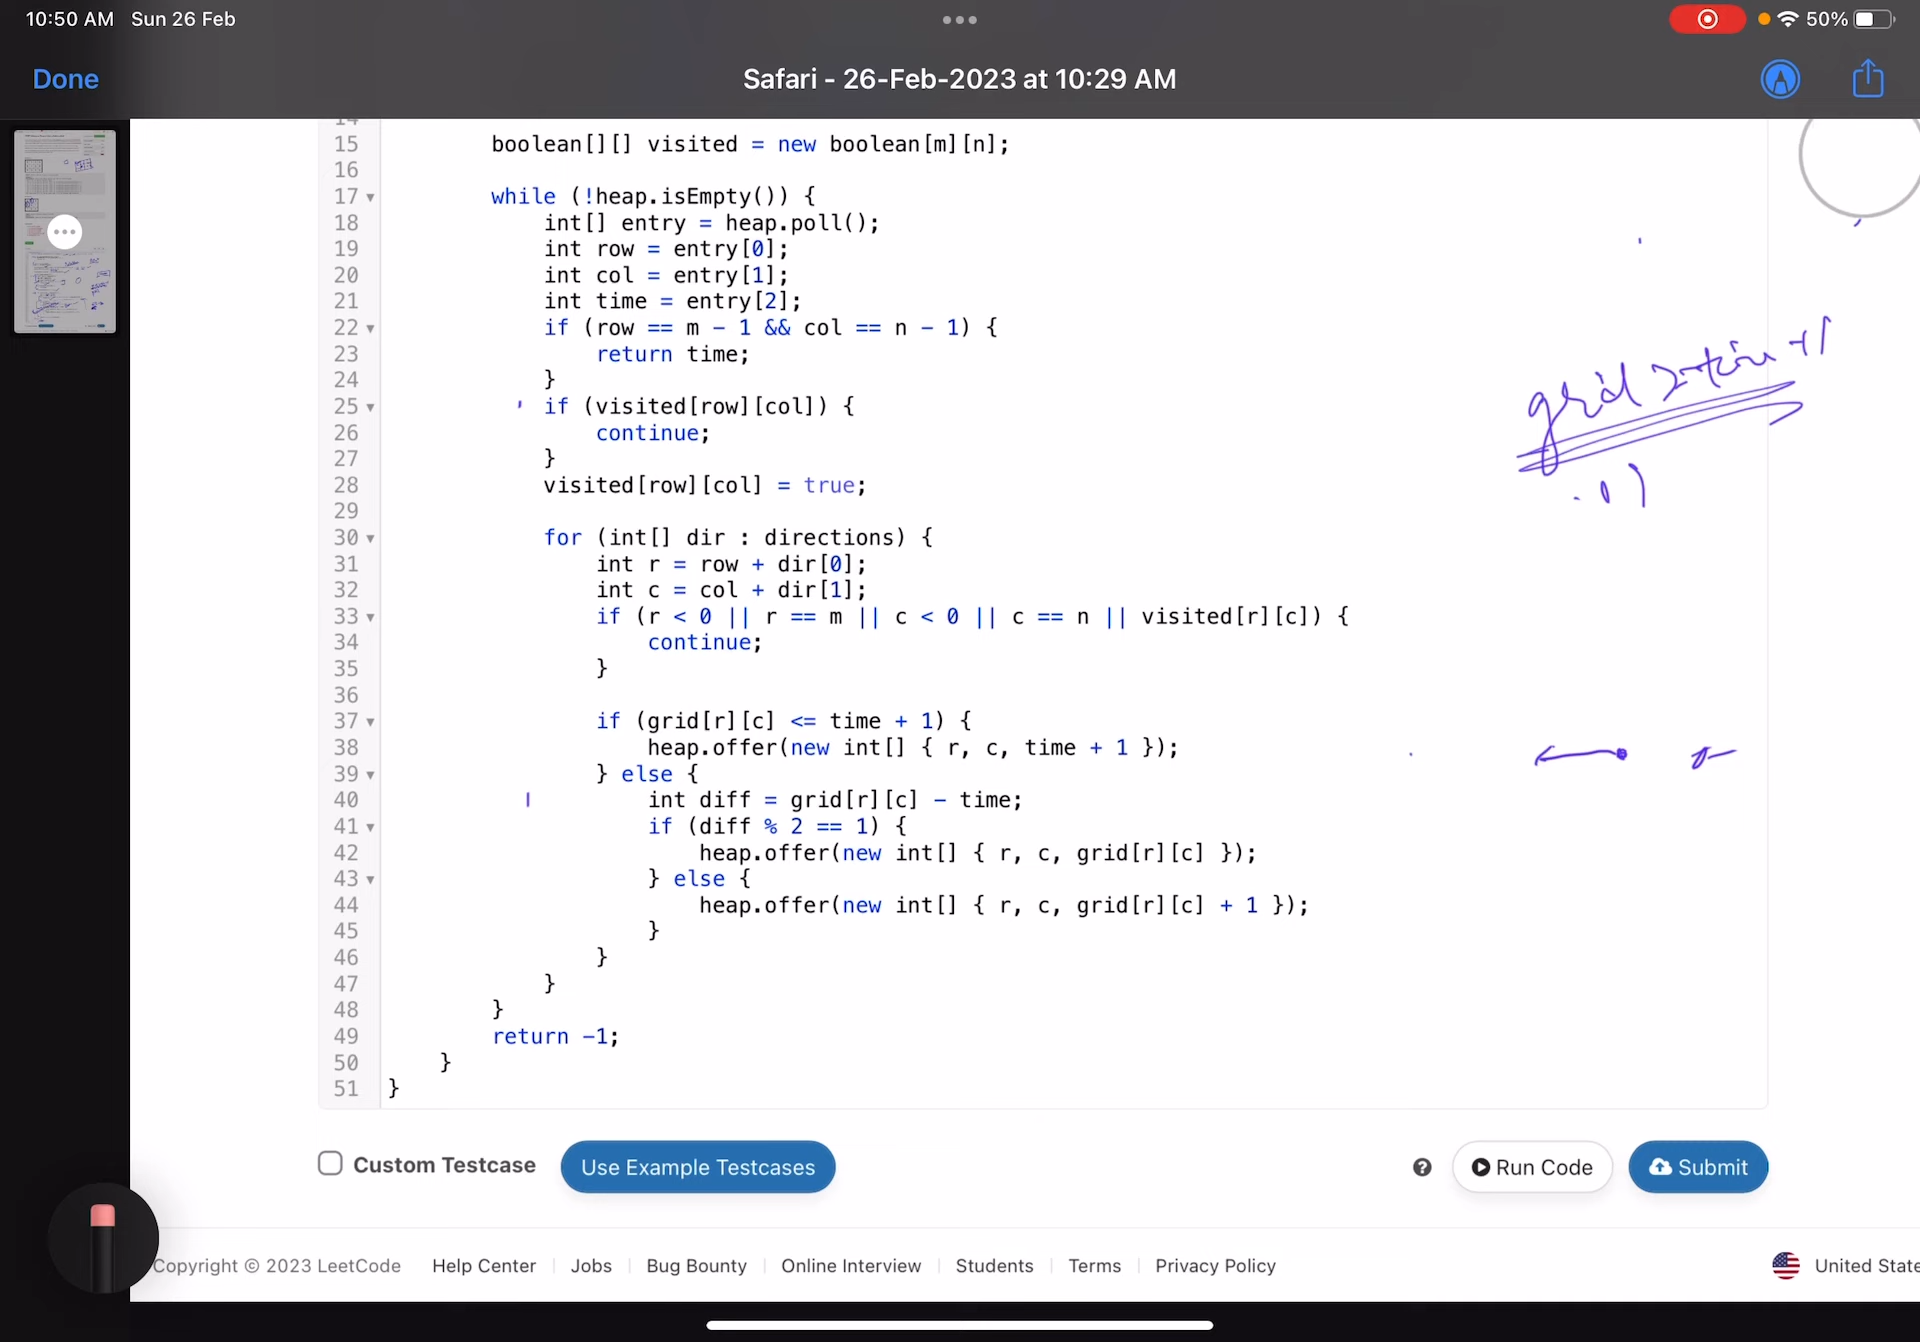 10:50 AM Sun 26 Feb
50%
Done
Safari - 26-Feb-2023 at 10:29 AM
14
15 boolean[][] visited = new boolean[m][n];
16
17 while (!heap.isEmpty()) {
18 int[] entry = heap.poll();
19 int row = entry[0];
20 int col = entry[1];
21 int time = entry[2];
22 if (row == m - 1 && col == n - 1) {
23 return time;
24 }
25 if (visited[row][col]) {
26 continue;
27 }
28 visited[row][col] = true;
29
30 for (int[] dir : directions) {
31 int r = row + dir[0];
32 int c = col + dir[1];
33 if (r < 0 || r == m || c < 0 || c == n || visited[r][c]) {
34 continue;
35 }
36
37 if (grid[r][c] <= time + 1) {
38 heap.offer(new int[] { r, c, time + 1 });
39 } else {
40 int diff = grid[r][c] - time;
41 if (diff % 2 == 1) {
42 heap.offer(new int[] { r, c, grid[r][c] });
43 } else {
44 heap.offer(new int[] { r, c, grid[r][c] + 1 });
45 }
46 }
47 }
48 }
49 return -1;
50 }
51 }
grid
Custom Testcase
Use Example Testcases
Run Code
Submit
Copyright © 2023 LeetCode
Help Center
Jobs
Bug Bounty
Online Interview
Students
Terms
Privacy Policy
United State